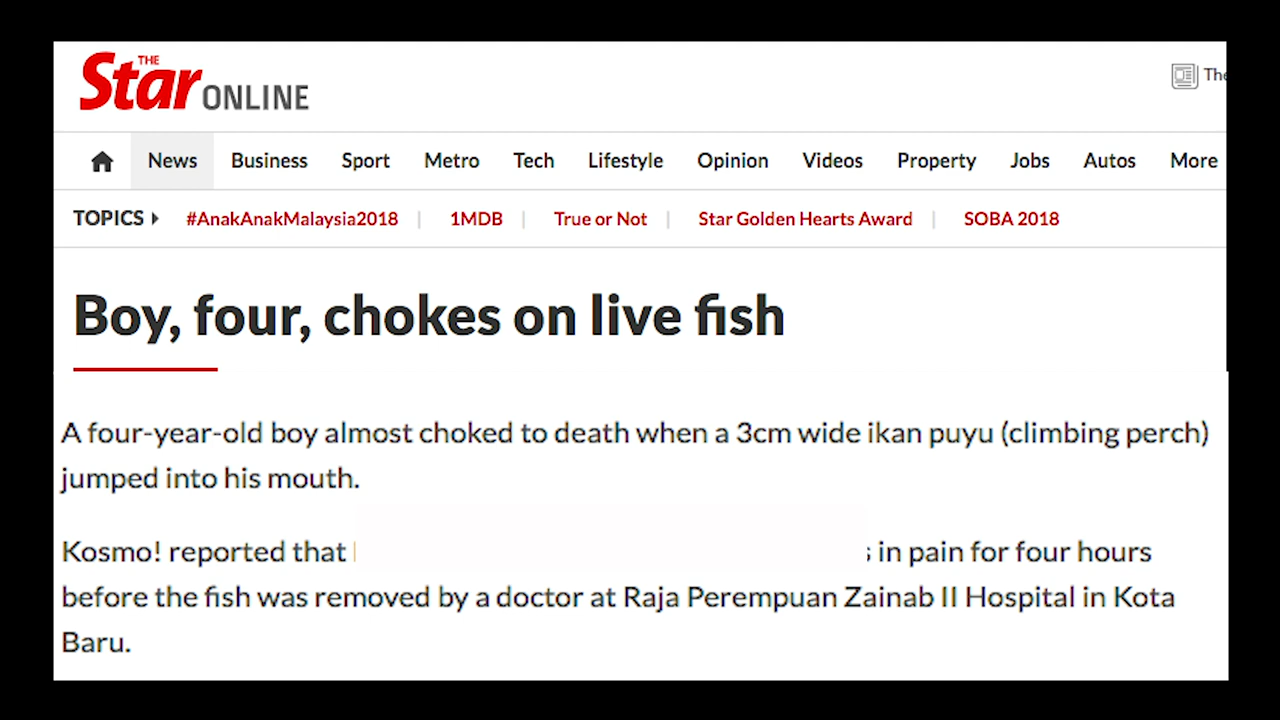 THE
Star ONLINE
The
News Business Sport Metro Tech Lifestyle Opinion Videos Property Jobs Autos More
TOPICS #AnakAnakMalaysia2018 | 1MDB | True or Not | Star Golden Hearts Award | SOBA 2018
Boy, four, chokes on live fish
A four-year-old boy almost choked to death when a 3cm wide ikan puyu (climbing perch)
jumped into his mouth.
Kosmo! reported that in pain for four hours
before the fish was removed by a doctor at Raja Perempuan Zainab II Hospital in Kota
Baru.